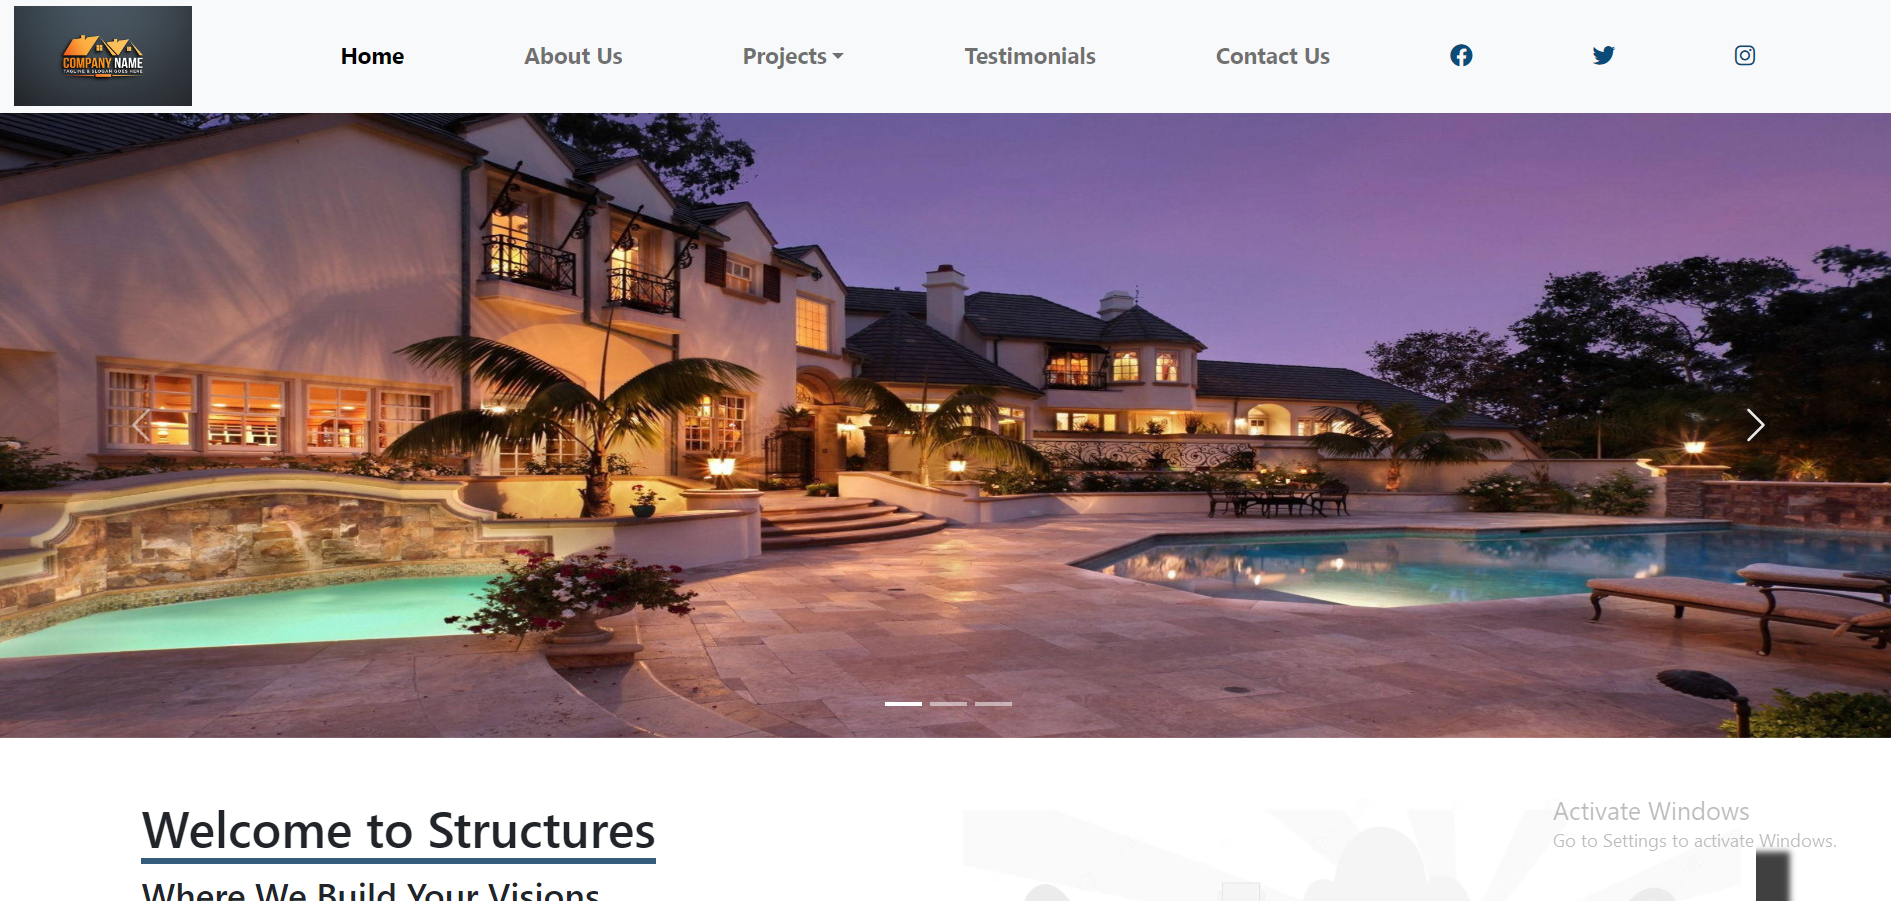 COMPANY NAME
TAGLINE & SLOGAN GOES HERE
Home
About Us
Projects
Testimonials
Contact Us
Welcome to Structures
Where We Build Your Visions
Activate Windows
Go to Settings to activate Windows.